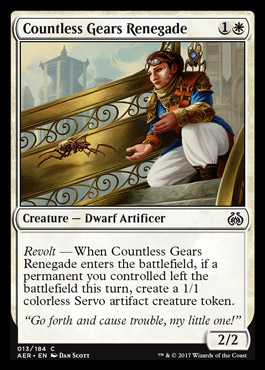 Countless Gears Renegade 1
Creature — Dwarf Artificer
Revolt — When Countless Gears
Renegade enters the battlefield, if a
permanent you controlled left the
battlefield this turn, create a 1/1
colorless Servo artifact creature token.
“Go forth and cause trouble, my little one!”
2/2
013/184 C
AER • EN Dan Scott
™ & © 2017 Wizards of the Coast